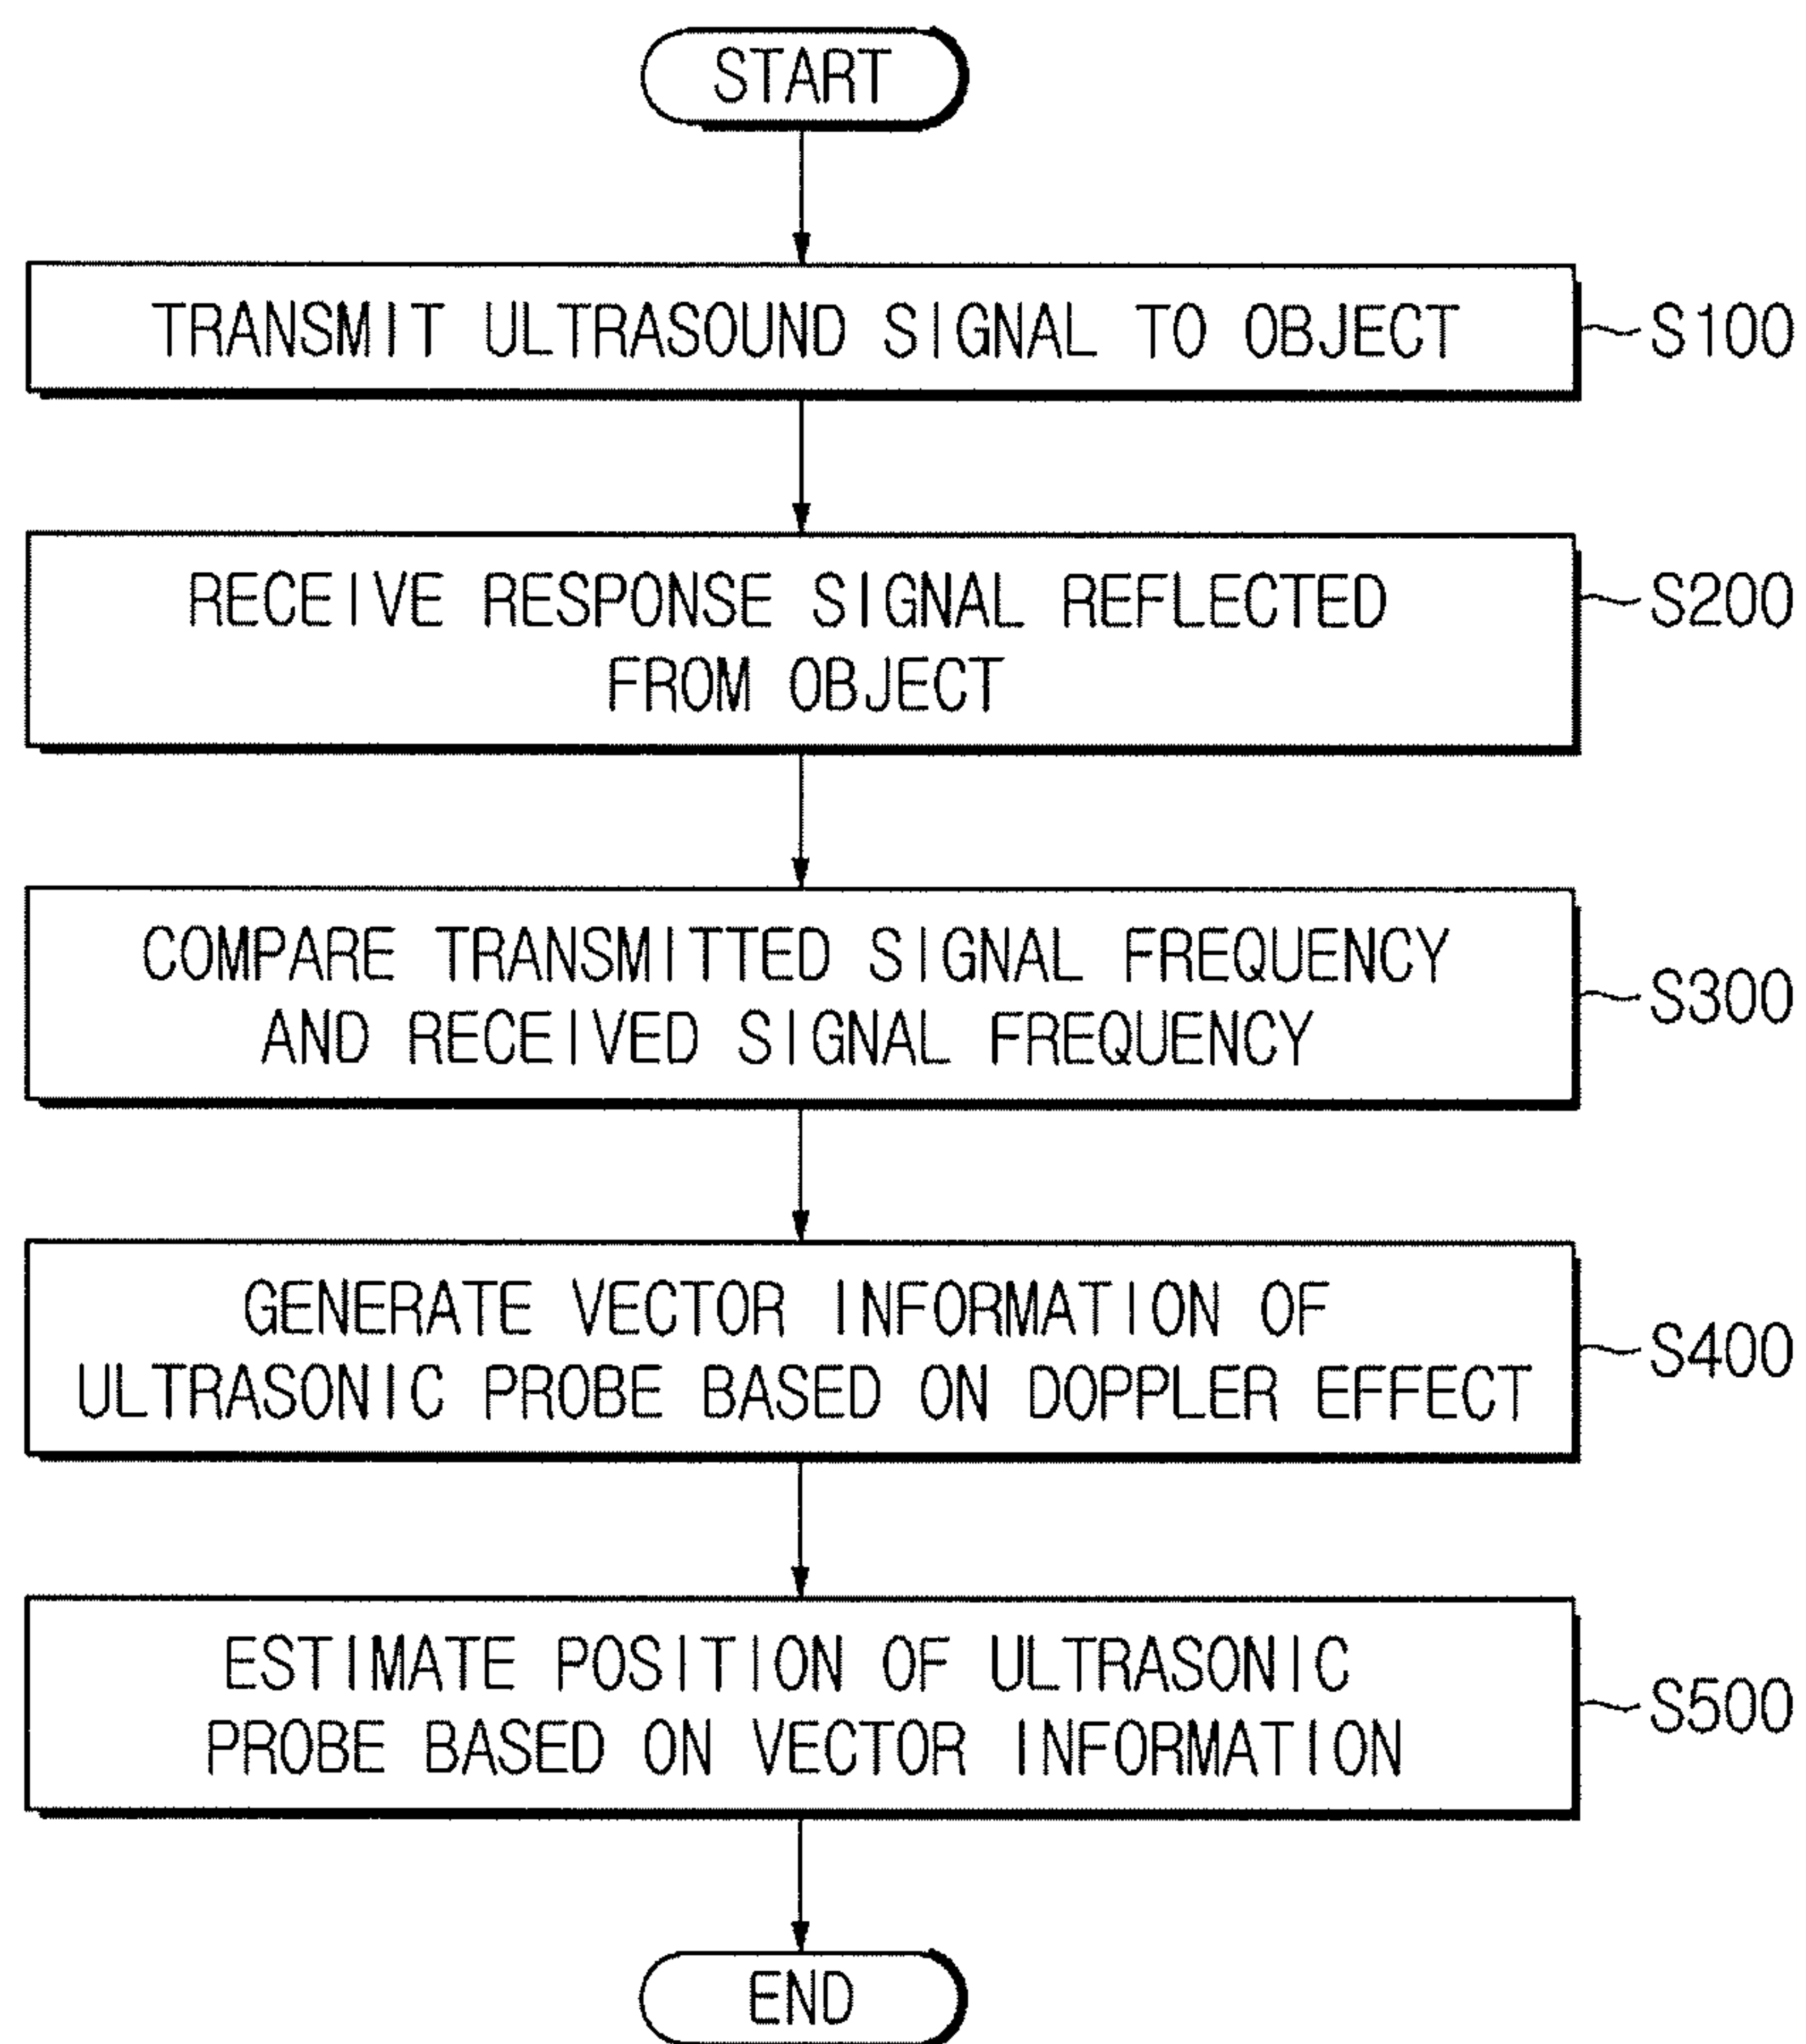 START
TRANSMIT ULTRASOUND SIGNAL TO OBJECT
S100
RECEIVE RESPONSE SIGNAL REFLECTED
FROM OBJECT
S200
COMPARE TRANSMITTED SIGNAL FREQUENCY
AND RECEIVED SIGNAL FREQUENCY
S300
GENERATE VECTOR INFORMATION OF
ULTRASONIC PROBE BASED ON DOPPLER EFFECT
S400
ESTIMATE POSITION OF ULTRASONIC
PROBE BASED ON VECTOR INFORMATION
S500
END